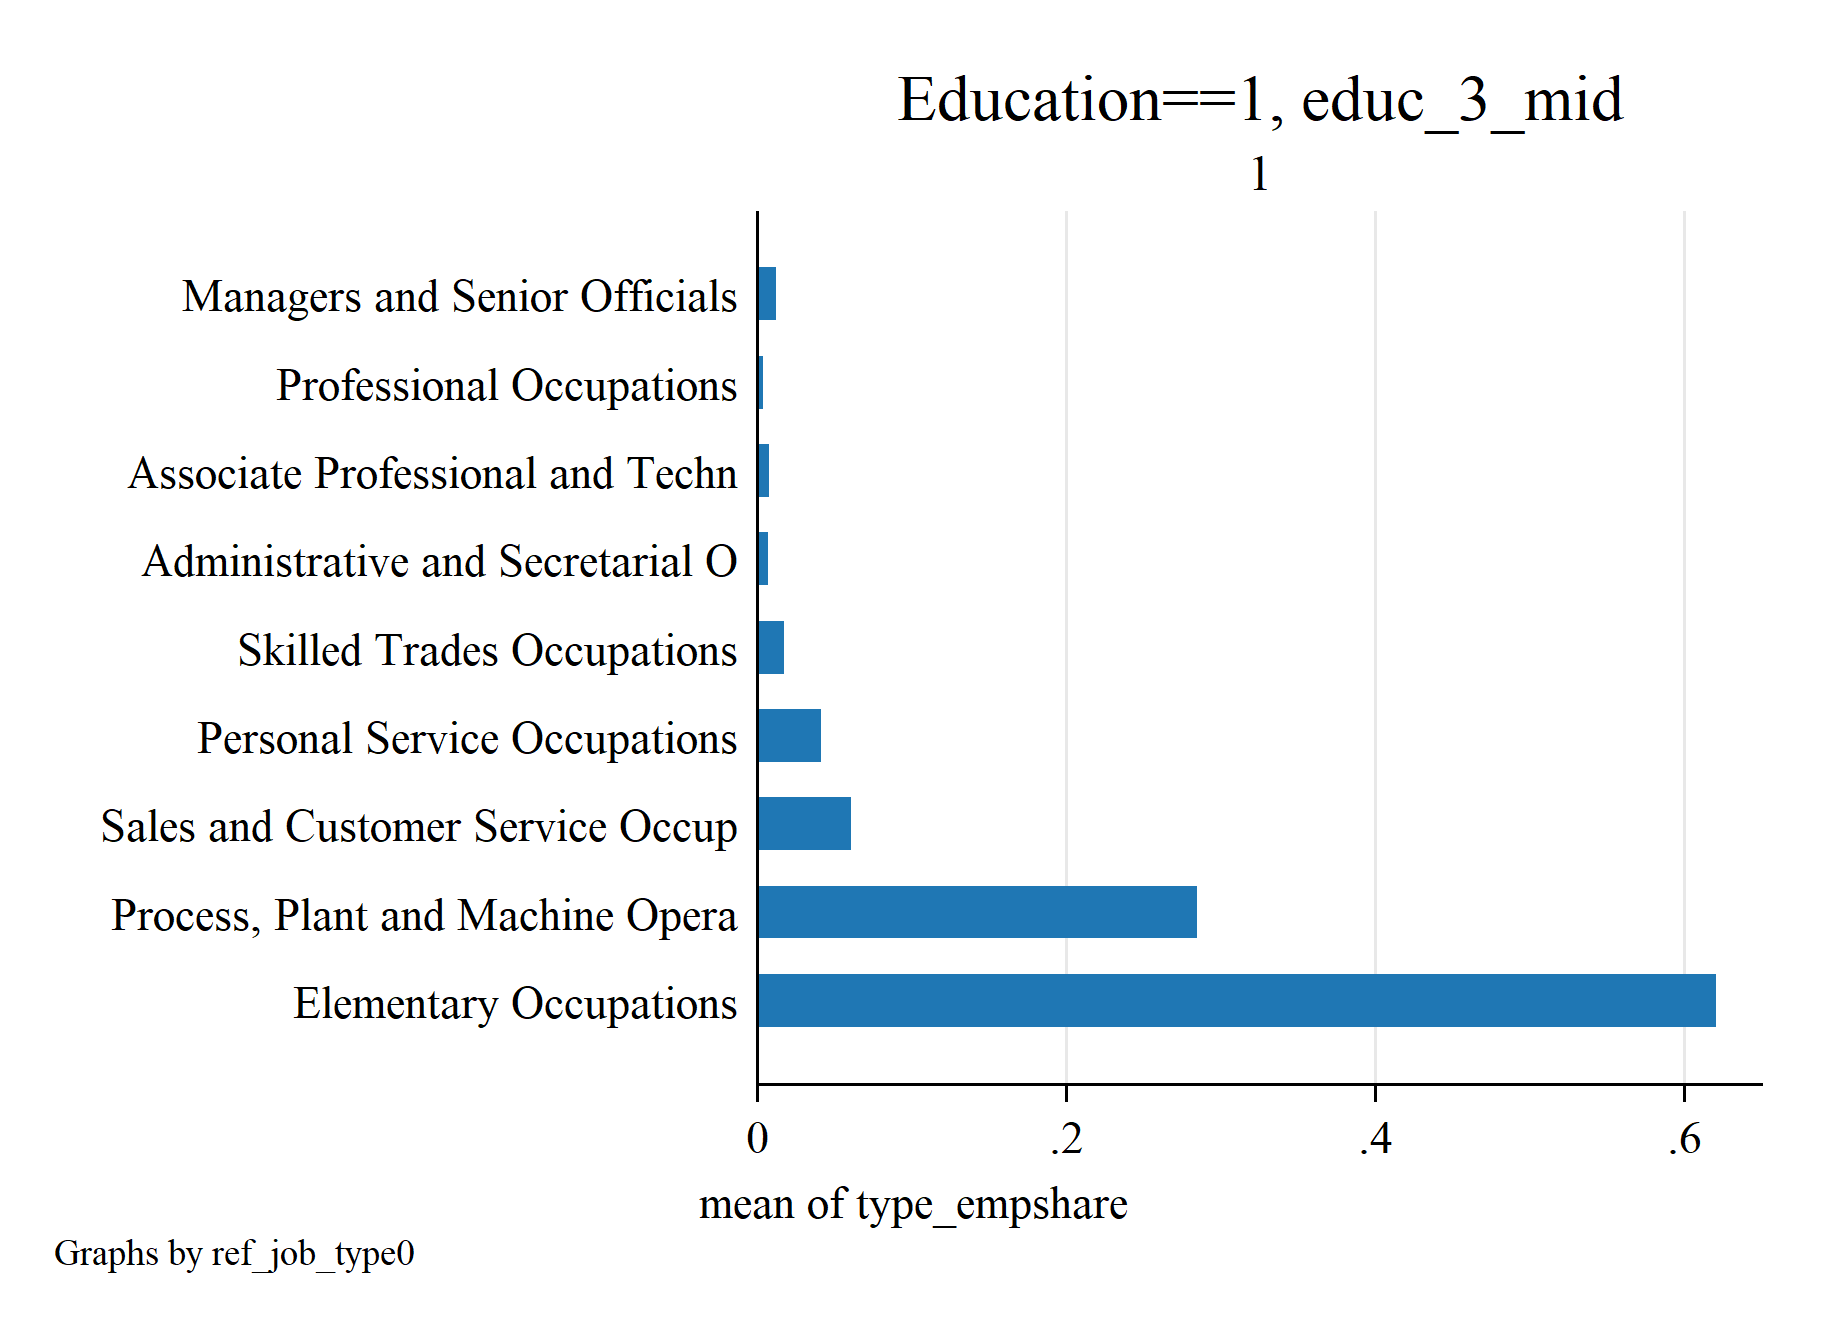 Education==1, educ_3_mid
1
Managers and Senior Officials
Professional Occupations
Associate Professional and Techn
Administrative and Secretarial O
Skilled Trades Occupations
Personal Service Occupations
Sales and Customer Service Occup
Process, Plant and Machine Opera
Elementary Occupations
0 .2 .4 .6
mean of type_empshare
Graphs by ref_job_type0